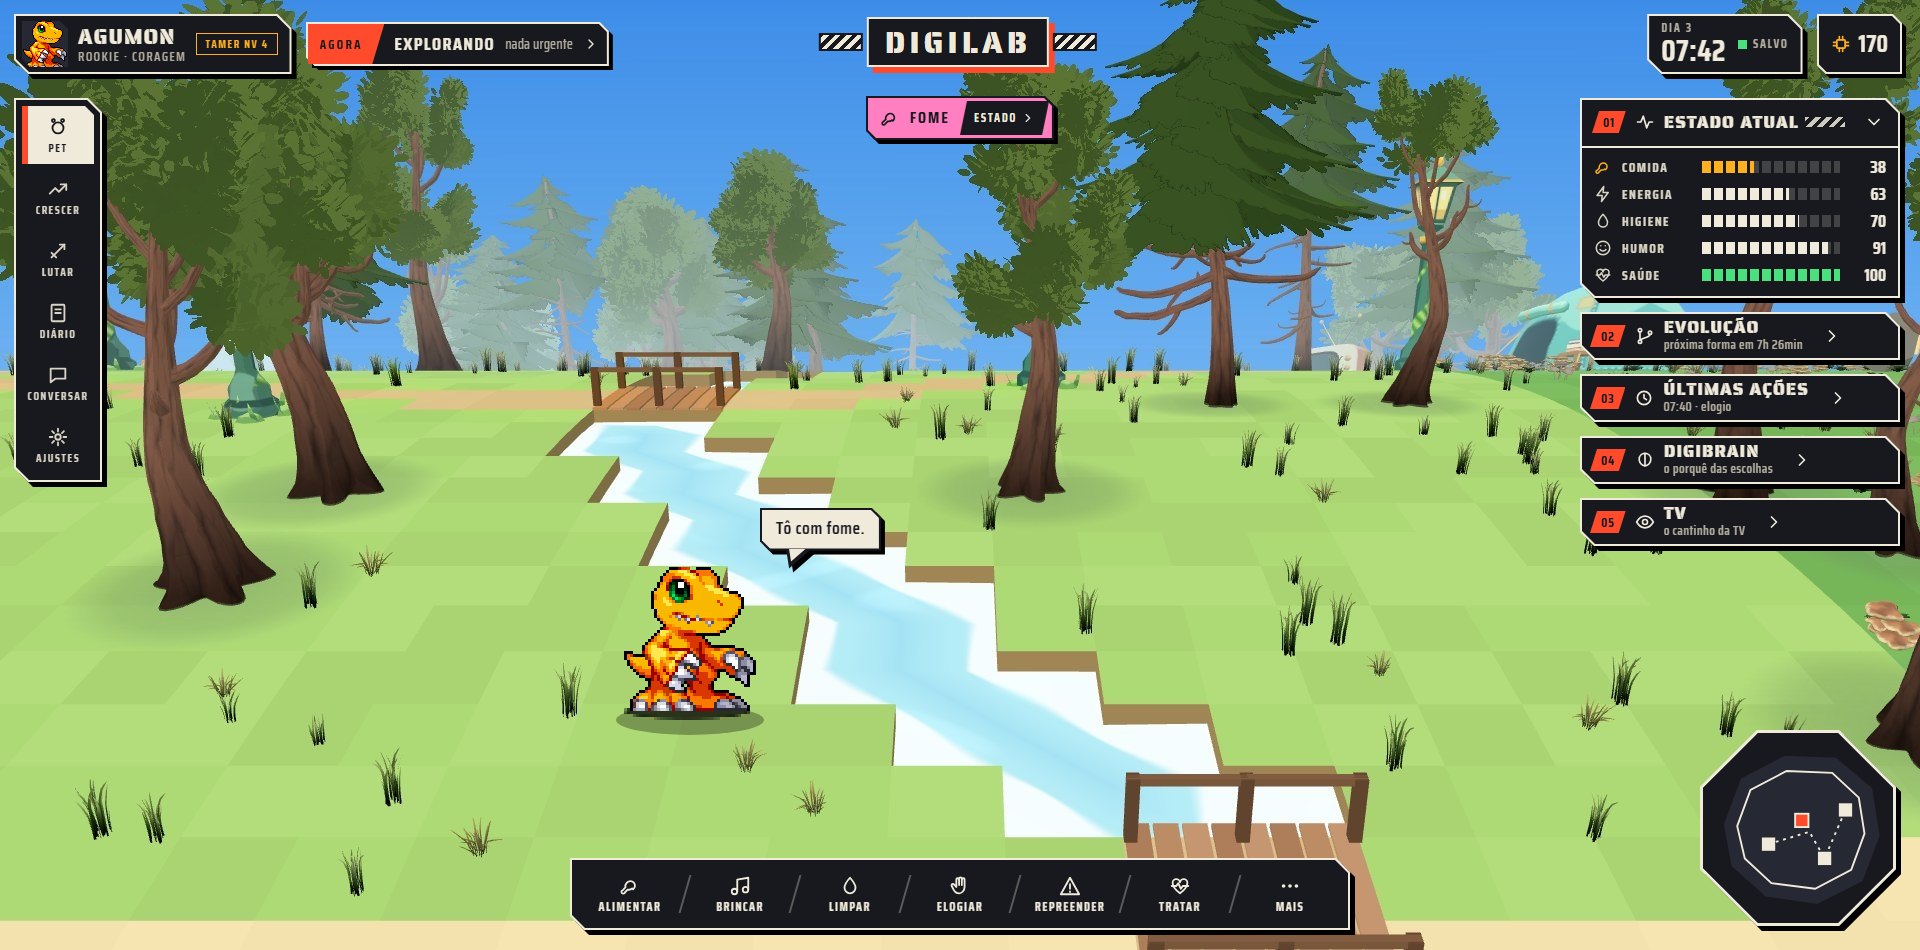 AGUMON
ROOKIE · CORAGEM
TAMER NV 4
AGORA
EXPLORANDO nada urgente
DIGILAB
DIA 3
07:42
SALVO
170
FOME
ESTADO
PET
CRESCER
LUTAR
DIÁRIO
CONVERSAR
AJUSTES
01 ESTADO ATUAL
COMIDA 38
ENERGIA 63
HIGIENE 70
HUMOR 91
SAÚDE 100
02 EVOLUÇÃO
próxima forma em 7h 26min
03 ÚLTIMAS AÇÕES
07:40 · elogio
04 DIGIBRAIN
o porquê das escolhas
05 TV
o cantinho da TV
Tô com fome.
ALIMENTAR
BRINCAR
LIMPAR
ELOGIAR
REPREENDER
TRATAR
MAIS